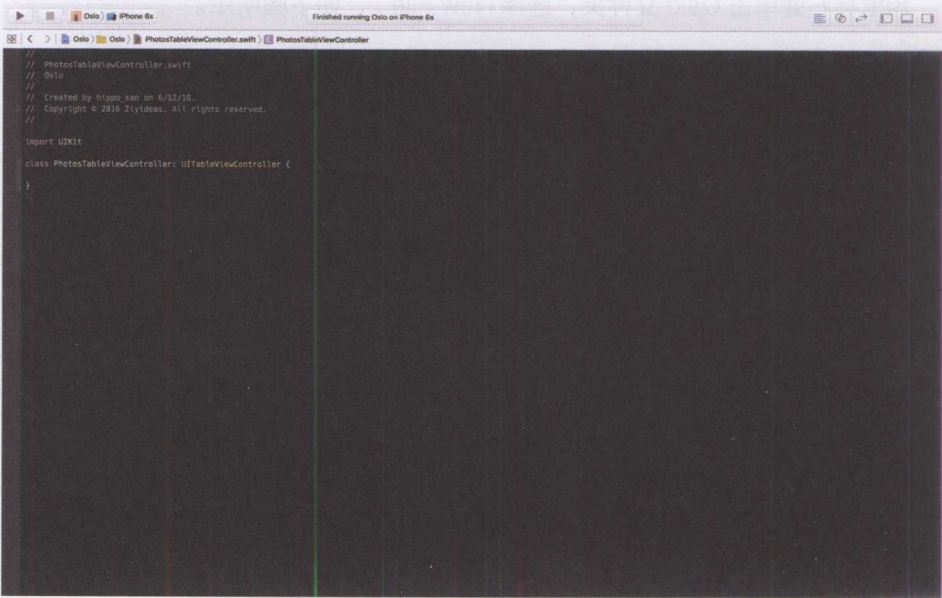 Oslo › iPhone 6s
Finished running Oslo on iPhone 6s
Oslo › Oslo › PhotosTableViewController.swift › C PhotosTableViewController
//
// PhotosTableViewController.swift
// Oslo
//
// Created by hippo_san on 6/12/16.
// Copyright © 2016 Ziyideas. All rights reserved.
//
import UIKit
class PhotosTableViewController: UITableViewController {
}